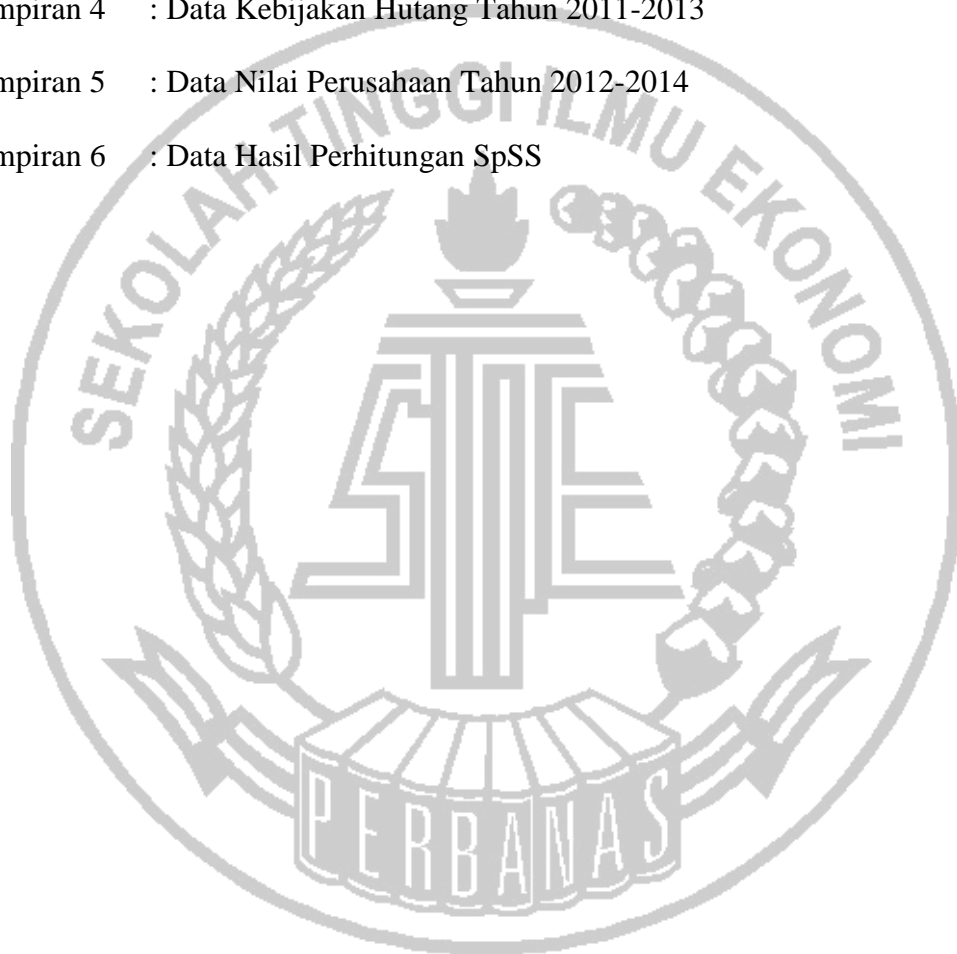 mpiran 4 : Data Kebijakan Hutang Tahun 2011-2013
mpiran 5 : Data Nilai Perusahaan Tahun 2012-2014
mpiran 6 : Data Hasil Perhitungan SpSS
SEKOLAH TINGGI ILMU EKONOMI
STIE
PERBANAS